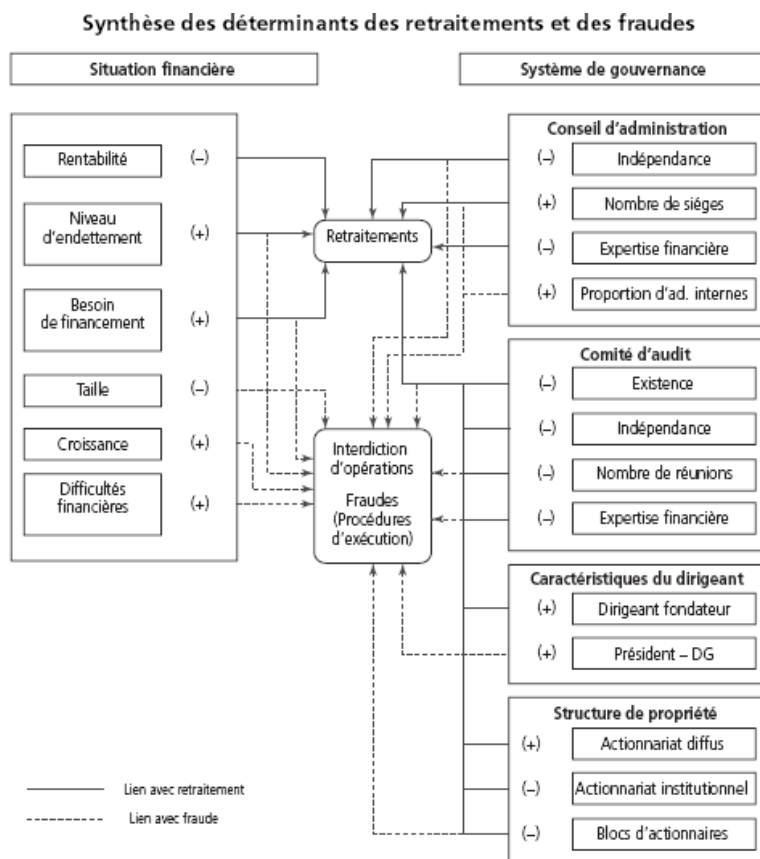 Synthèse des déterminants des retraitements et des fraudes
Situation financière
Système de gouvernance
Rentabilité
(–)
Niveau
d'endettement
(+)
Besoin
de financement
(+)
Taille
(–)
Croissance
(+)
Difficultés
financières
(+)
Retraitements
Interdiction
d'opérations
Fraudes
(Procédures
d'exécution)
Conseil d'administration
(–)
Indépendance
(+)
Nombre de siéges
(–)
Expertise financière
(+)
Proportion d'ad. internes
Comité d'audit
(–)
Existence
(–)
Indépendance
(–)
Nombre de réunions
(–)
Expertise financière
Caractéristiques du dirigeant
(+)
Dirigeant fondateur
(+)
Président – DG
Structure de propriété
(+)
Actionnariat diffus
(–)
Actionnariat institutionnel
(–)
Blocs d'actionnaires
Lien avec retraitement
Lien avec fraude